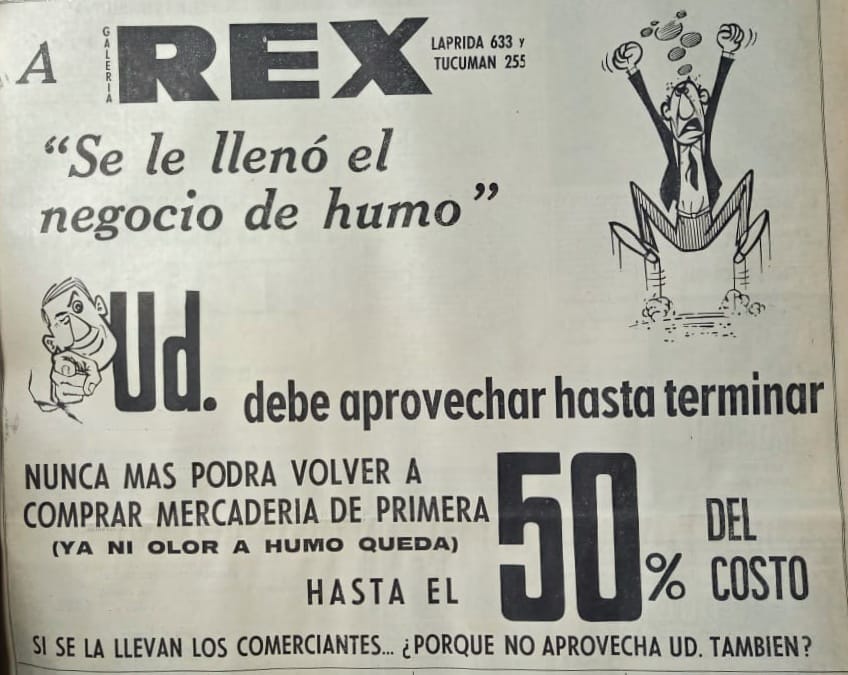 A GALERIA REX LAPRIDA 633 y
TUCUMAN 255
“Se le llenó el
negocio de humo”
Ud. debe aprovechar hasta terminar
NUNCA MAS PODRA VOLVER A
COMPRAR MERCADERIA DE PRIMERA
(YA NI OLOR A HUMO QUEDA)
HASTA EL 50% DEL COSTO
SI SE LA LLEVAN LOS COMERCIANTES... ¿PORQUE NO APROVECHA UD. TAMBIEN?